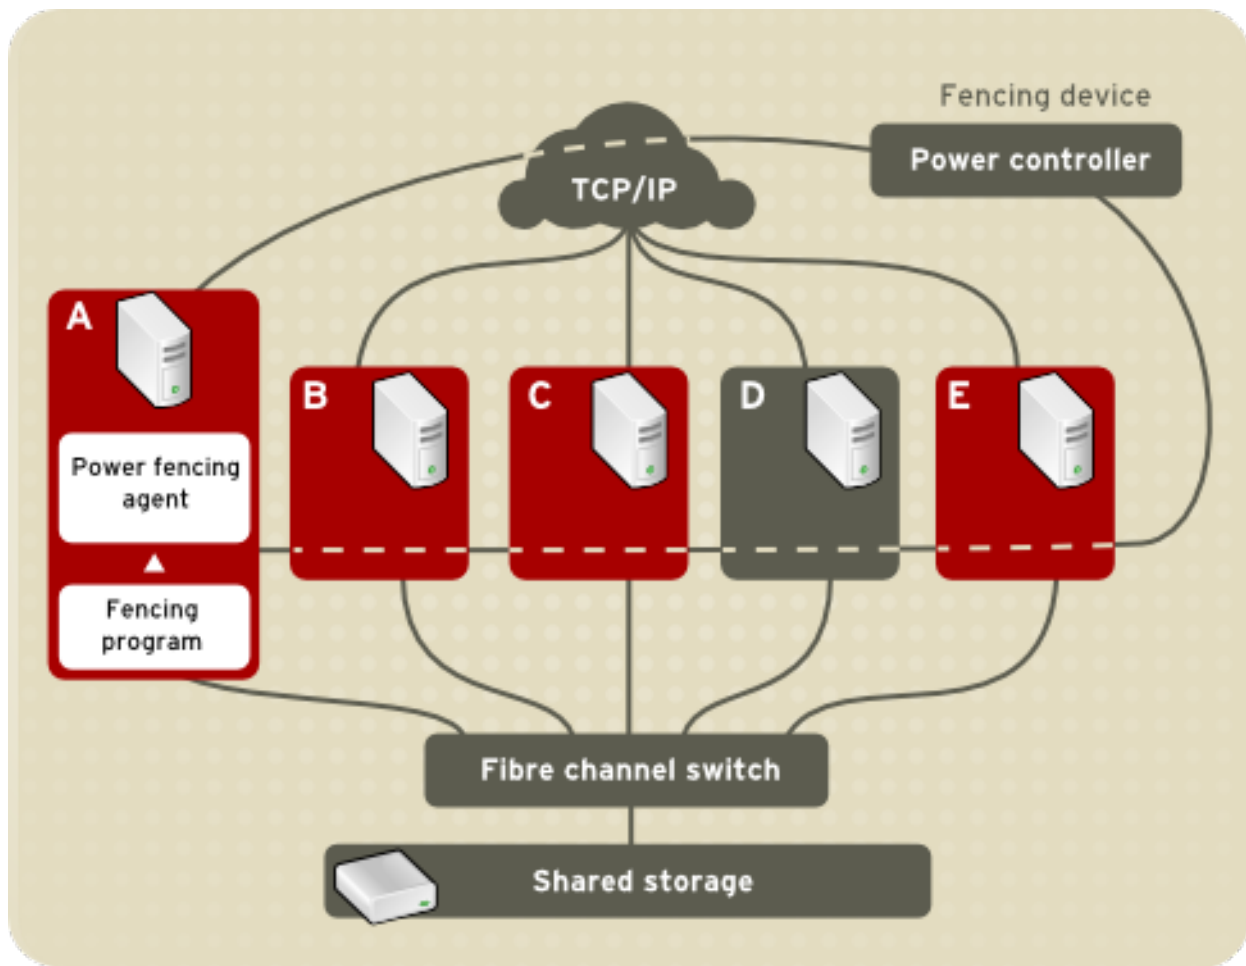 Fencing device
Power controller
TCP/IP
A
B
C
D
E
Power fencing
agent
Fencing
program
Fibre channel switch
Shared storage